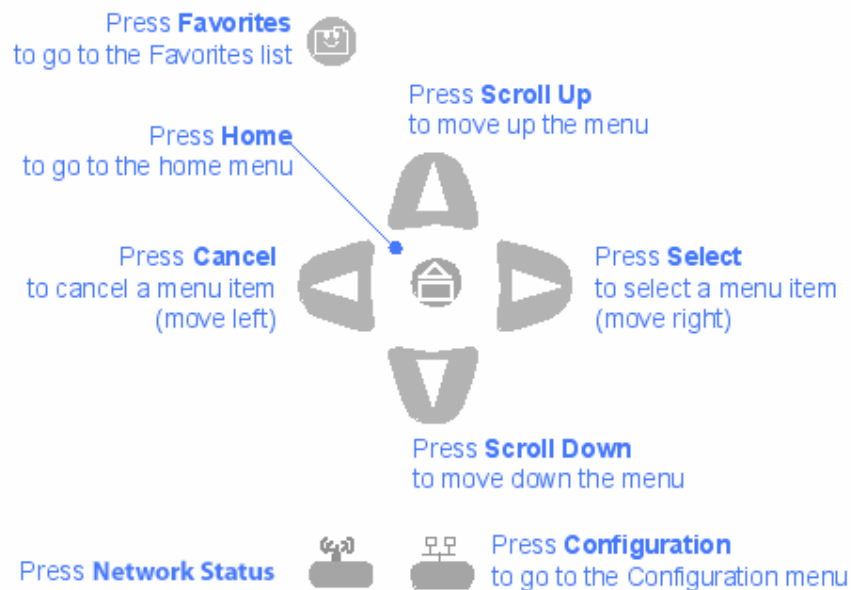 Press Favorites
to go to the Favorites list
Press Scroll Up
to move up the menu
Press Home
to go to the home menu
Press Cancel
to cancel a menu item
(move left)
Press Select
to select a menu item
(move right)
Press Scroll Down
to move down the menu
Press Network Status
Press Configuration
to go to the Configuration menu